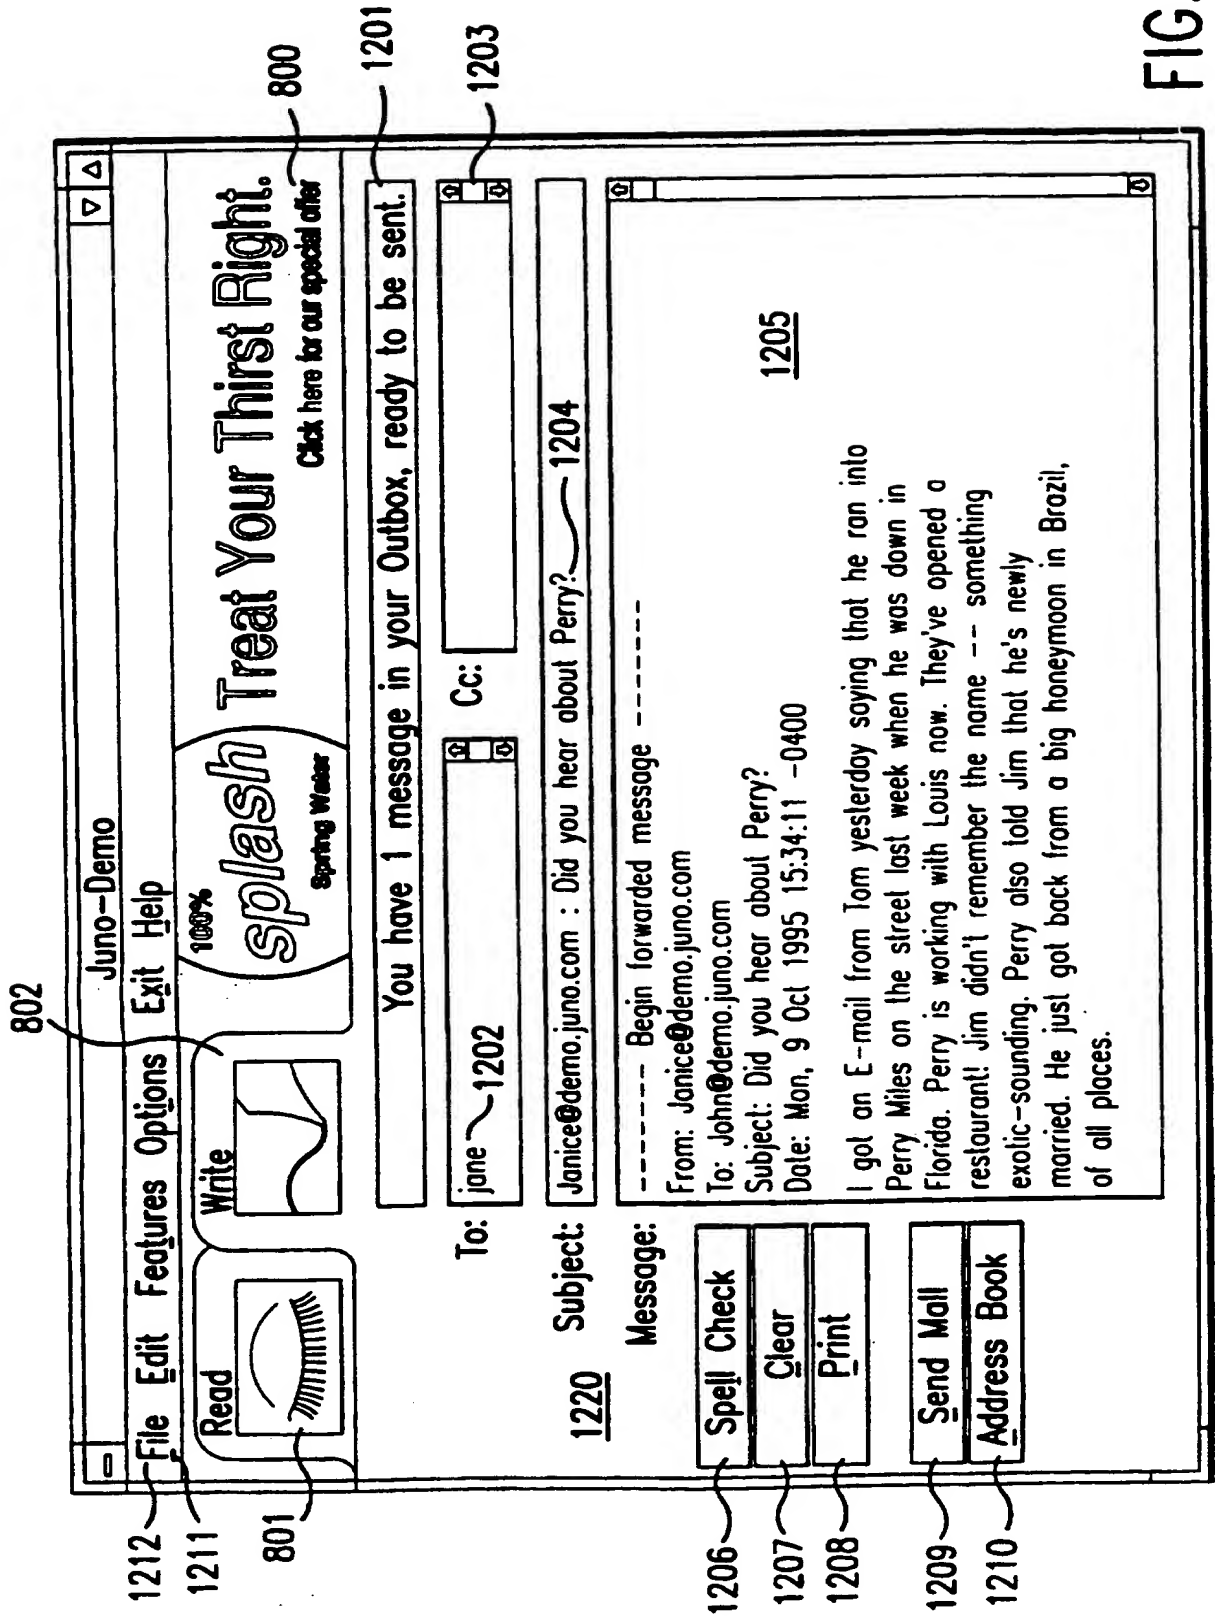 802
Juno-Demo
1212
File Edit Features Options Exit Help
1211
Read
Write
100%
splash
Spring Water
Treat Your Thirst Right.
Click here for our special offer
800
801
You have 1 message in your Outbox, ready to be sent.
1201
To: jane 1202
Cc:
1203
Subject: Janice@demo.juno.com : Did you hear about Perry? 1204
1220
Message:
------- Begin forwarded message --------
From: Janice@demo.juno.com
To: John@demo.juno.com
Subject: Did you hear about Perry?
Date: Mon, 9 Oct 1995 15:34:11 -0400
1205
I got an E-mail from Tom yesterday saying that he ran into
Perry Miles on the street last week when he was down in
Florida. Perry is working with Louis now. They've opened a
restaurant! Jim didn't remember the name -- something
exotic-sounding. Perry also told Jim that he's newly
married. He just got back from a big honeymoon in Brazil,
of all places.
1206 Spell Check
1207 Clear
1208 Print
1209 Send Mail
1210 Address Book
FIG.